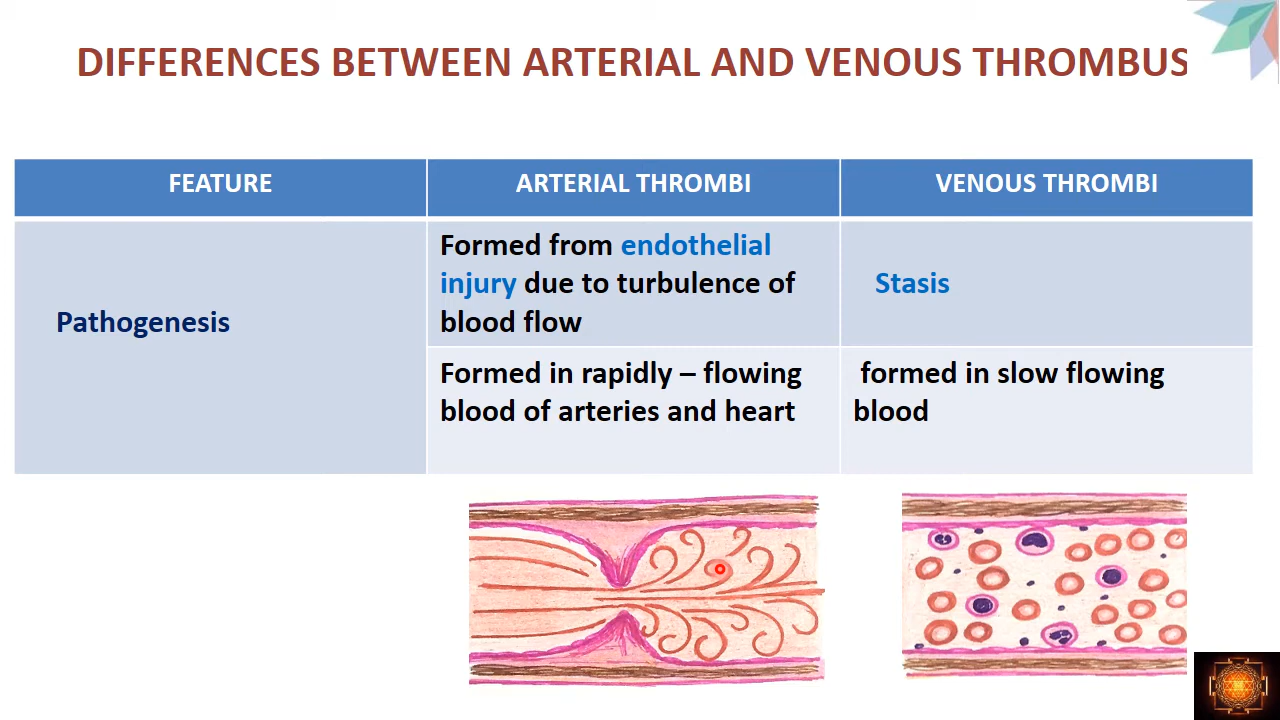 DIFFERENCES BETWEEN ARTERIAL AND VENOUS THROMBUS
FEATURE
ARTERIAL THROMBI
VENOUS THROMBI
Pathogenesis
Formed from endothelial
injury due to turbulence of
blood flow
Stasis
Formed in rapidly – flowing
blood of arteries and heart
formed in slow flowing
blood